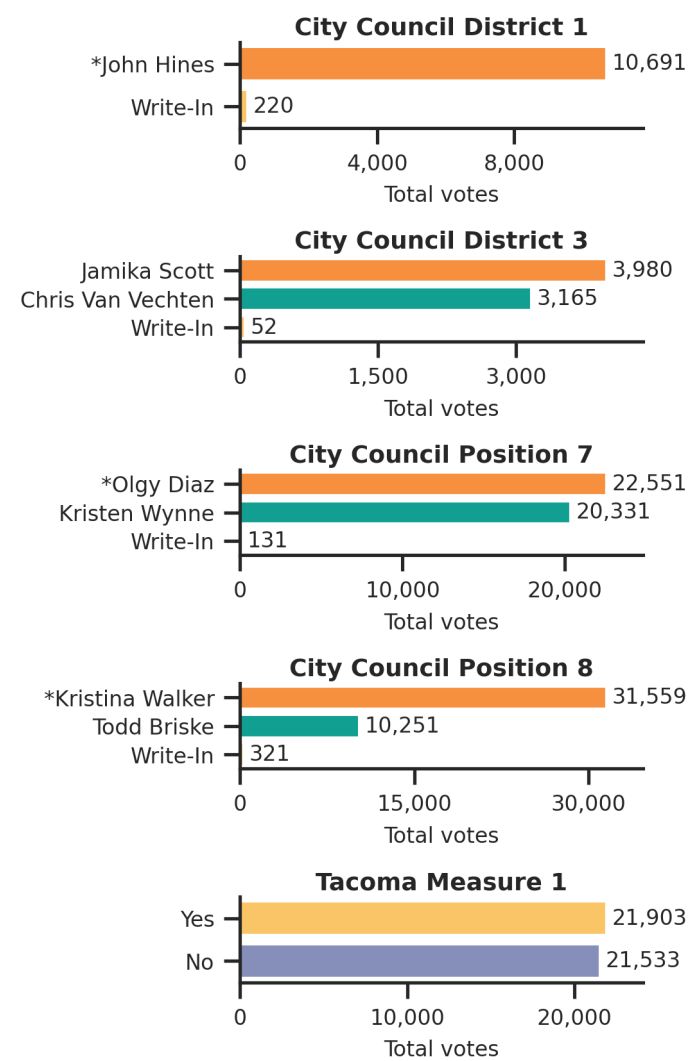 City Council District 1
*John Hines 10,691
Write-In 220
0 4,000 8,000
Total votes
City Council District 3
Jamika Scott 3,980
Chris Van Vechten 3,165
Write-In 52
0 1,500 3,000
Total votes
City Council Position 7
*Olgy Diaz 22,551
Kristen Wynne 20,331
Write-In 131
0 10,000 20,000
Total votes
City Council Position 8
*Kristina Walker 31,559
Todd Briske 10,251
Write-In 321
0 15,000 30,000
Total votes
Tacoma Measure 1
Yes 21,903
No 21,533
0 10,000 20,000
Total votes